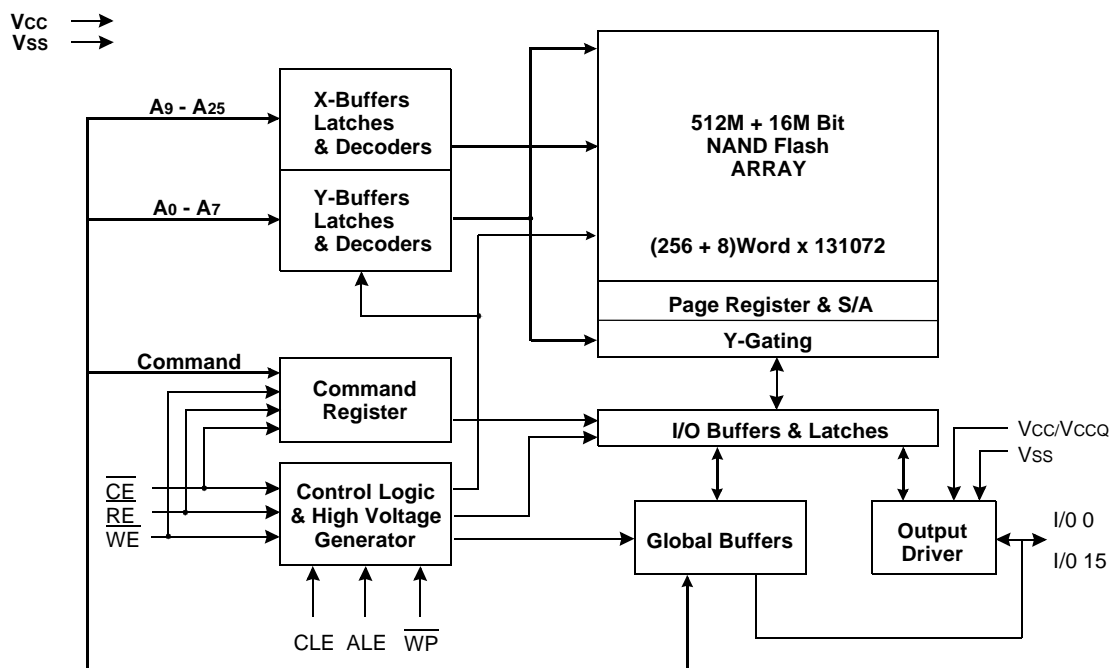 VCC
VSS
A9 - A25
X-Buffers
Latches
& Decoders
512M + 16M Bit
NAND Flash
ARRAY
A0 - A7
Y-Buffers
Latches
& Decoders
(256 + 8)Word x 131072
Page Register & S/A
Y-Gating
Command
Command
Register
I/O Buffers & Latches
VCC/VCCQ
VSS
CE
RE
WE
Control Logic
& High Voltage
Generator
Global Buffers
Output
Driver
I/0 0
I/0 15
CLE
ALE
WP